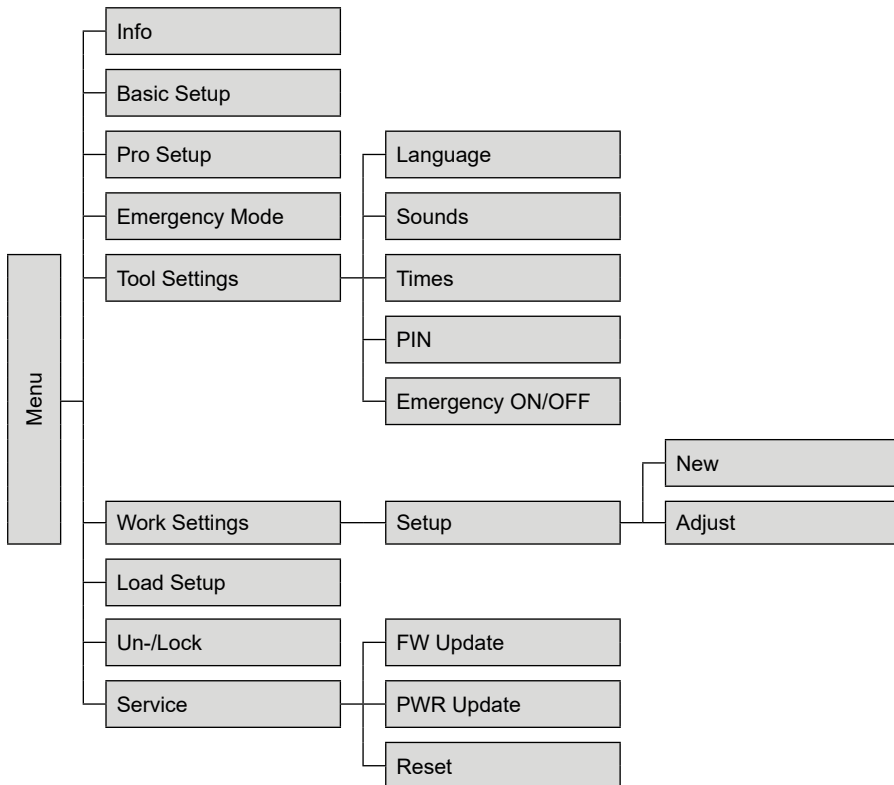 Info
Basic Setup
Pro Setup
Language
Emergency Mode
Sounds
Menu
Tool Settings
Times
PIN
Emergency ON/OFF
New
Work Settings
Setup
Adjust
Load Setup
Un-/Lock
FW Update
Service
PWR Update
Reset